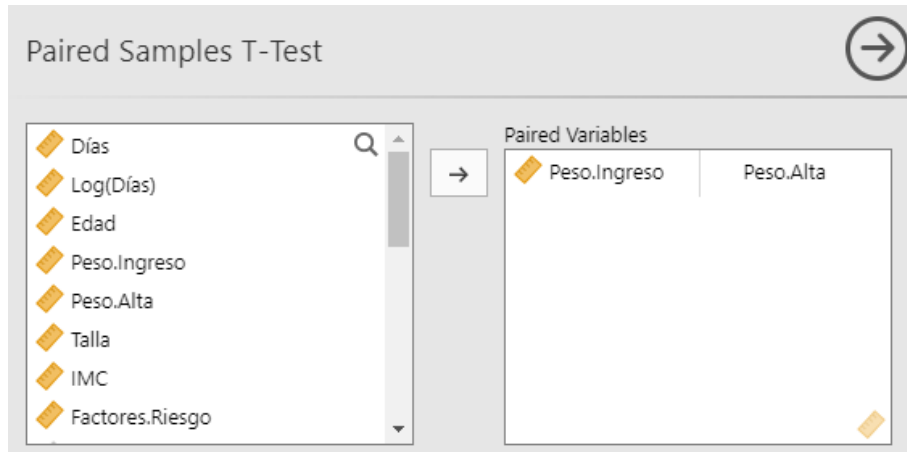 Paired Samples T-Test
Días
Log(Días)
Edad
Peso.Ingreso
Peso.Alta
Talla
IMC
Factores.Riesgo
Paired Variables
Peso.Ingreso Peso.Alta